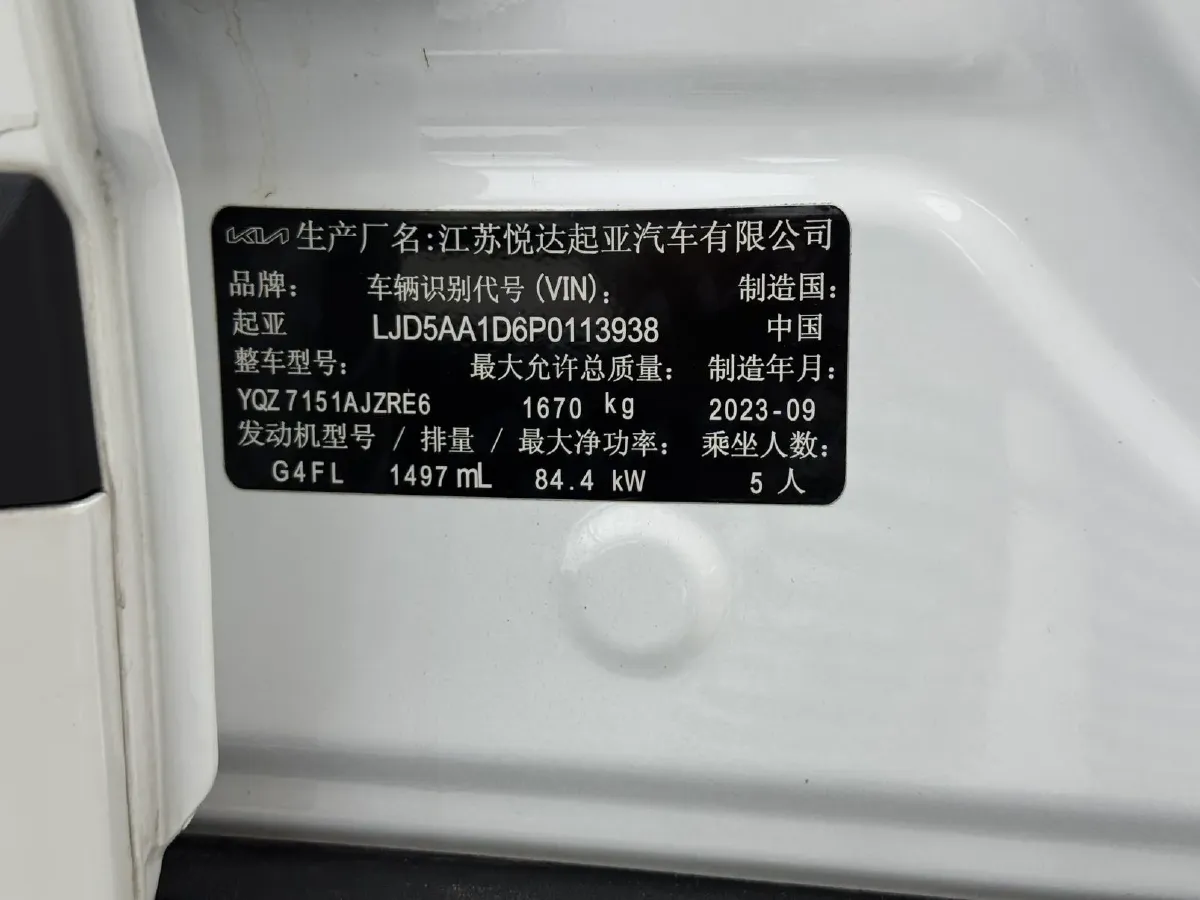 KIA 生产厂名:江苏悦达起亚汽车有限公司
品牌: 车辆识别代号(VIN): 制造国:
起亚 LJD5AA1D6P0113938 中国
整车型号: 最大允许总质量: 制造年月:
YQZ7151AJZRE6 1670 kg 2023-09
发动机型号 / 排量 / 最大净功率: 乘坐人数:
G4FL 1497 mL 84.4 kW 5 人